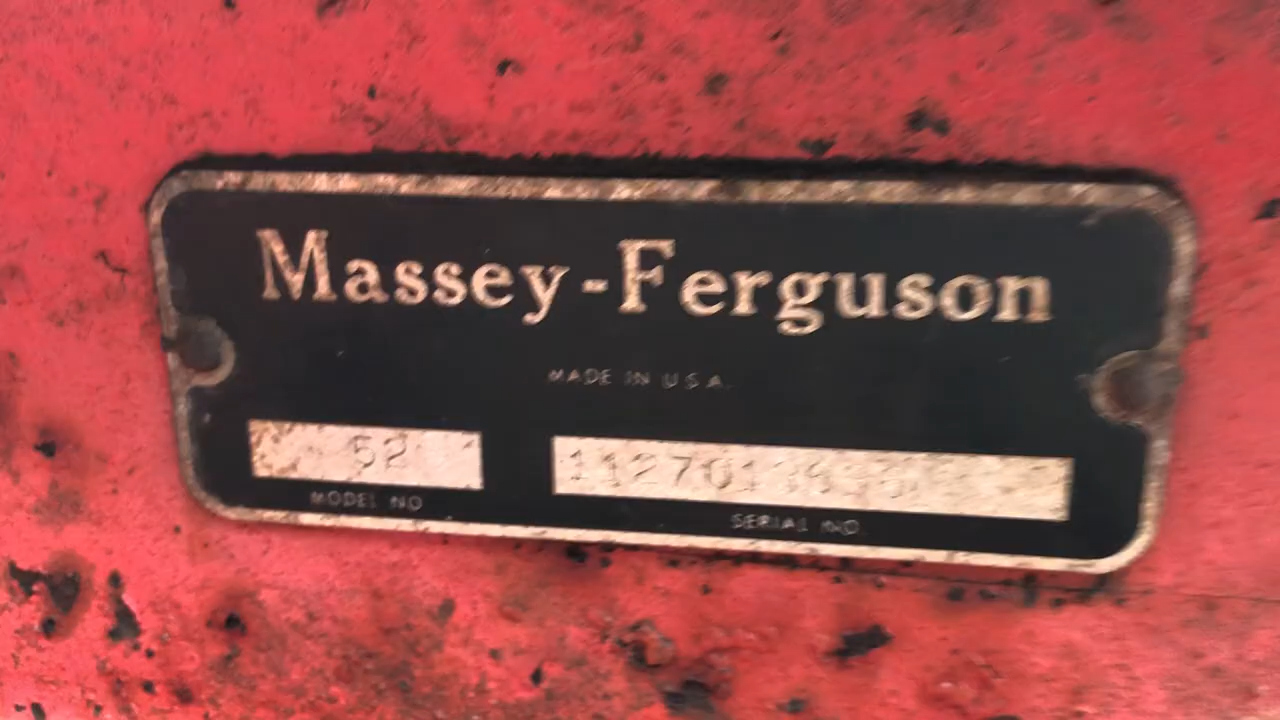 Massey-Ferguson
MADE IN U.S.A.
52
MODEL NO
SERIAL NO.